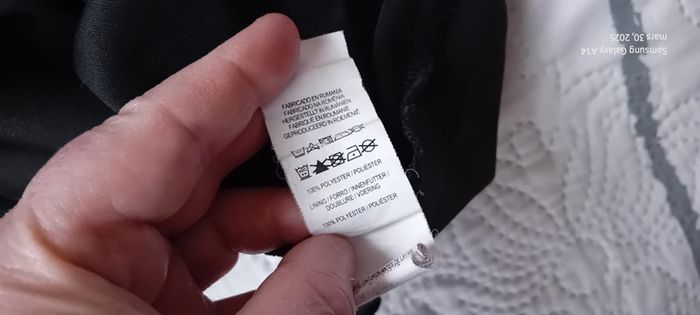 FABRICADO EN RUMANIA
FABRICADO NA ROMÉNIA
HERGESTELLT IN RUMÄNIEN
FABRIQUÉ EN ROUMANIE
GEPRODUCEERD IN ROEMENIË
100% POLYESTER / POLIÉSTER
LINING / FORRO / INNENFUTTER /
DOUBLURE / VOERING
100% POLYESTER / POLIÉSTER
Samsung Galaxy A14
mars 30, 2025